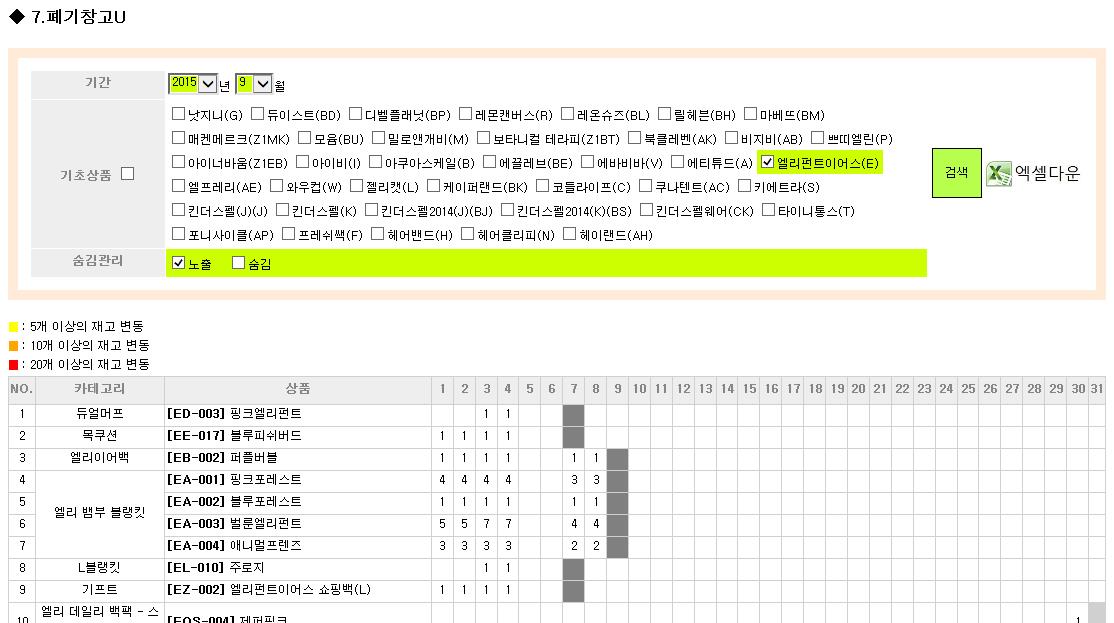 ◆ 7.폐기창고U
기간 2015 년 9 월
낫지니(G) 듀이스트(BD) 디벨플래닛(BP) 레몬캔버스(R) 레온슈즈(BL) 릴헤븐(BH) 마베뜨(BM)
매켄메르크(Z1MK) 모윰(BU) 밀로앤개비(M) 보타니컬 테라피(Z1BT) 북클레벤(AK) 비지비(AB) 쁘띠엘린(P)
기초상품 아이너바움(Z1EB) 아이비(I) 아쿠아스케일(B) 에끌레브(BE) 에바비바(V) 에티튜드(A) 엘리펀트이어스(E) 검색 엑셀다운
엘프레리(AE) 와우컵(W) 젤리캣(L) 케이퍼랜드(BK) 코들라이프(C) 쿠나텐트(AC) 키에트라(S)
킨더스펠(J)(J) 킨더스펠(K) 킨더스펠2014(J)(BJ) 킨더스펠2014(K)(BS) 킨더스펠웨어(CK) 타이니통스(T)
포니사이클(AP) 프레쉬쌕(F) 헤어밴드(H) 헤어클리피(N) 헤이랜드(AH)
숨김관리 노출 숨김
: 5개 이상의 재고 변동
: 10개 이상의 재고 변동
: 20개 이상의 재고 변동
NO. 카테고리 상품 1 2 3 4 5 6 7 8 9 10 11 12 13 14 15 16 17 18 19 20 21 22 23 24 25 26 27 28 29 30 31
1 듀얼머프 [ED-003] 핑크엘리펀트 1 1
2 목쿠션 [EE-017] 블루피쉬버드 1 1 1 1
3 엘리이어백 [EB-002] 퍼플버블 1 1 1 1 1 1
4 엘리 뱀부 블랭킷 [EA-001] 핑크포레스트 4 4 4 4 3 3
5 [EA-002] 블루포레스트 1 1 1 1 1 1
6 [EA-003] 벌룬엘리펀트 5 5 7 7 4 4
7 [EA-004] 애니멀프렌즈 3 3 3 3 2 2
8 L블랭킷 [EL-010] 주로지 1 1
9 기프트 [EZ-002] 엘리펀트이어스 쇼핑백(L) 1 1 1 1
10 엘리 데일리 백팩 - 스 [EQS-004] 제퍼핑크 1